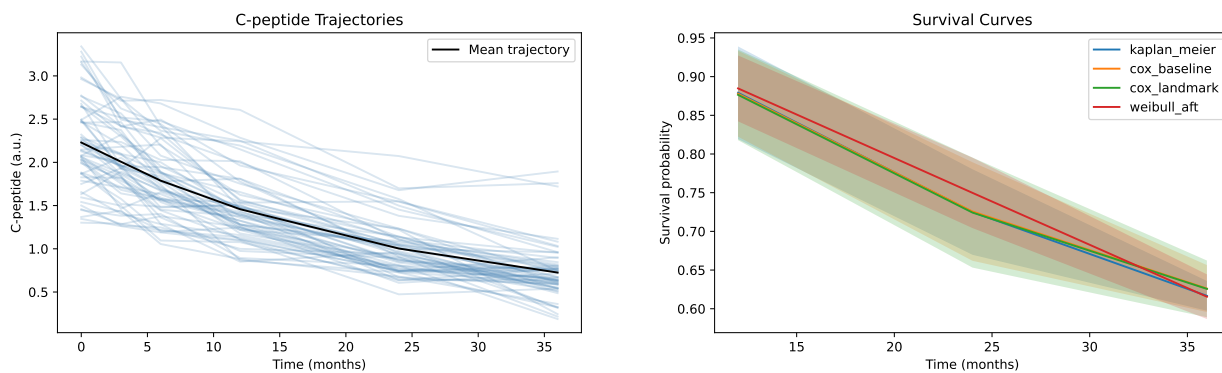 C-peptide Trajectories
Mean trajectory
C-peptide (a.u.)
3.0
2.5
2.0
1.5
1.0
0.5
0 5 10 15 20 25 30 35
Time (months)
Survival Curves
kaplan_meier
cox_baseline
cox_landmark
weibull_aft
Survival probability
0.95
0.90
0.85
0.80
0.75
0.70
0.65
0.60
15 20 25 30 35
Time (months)